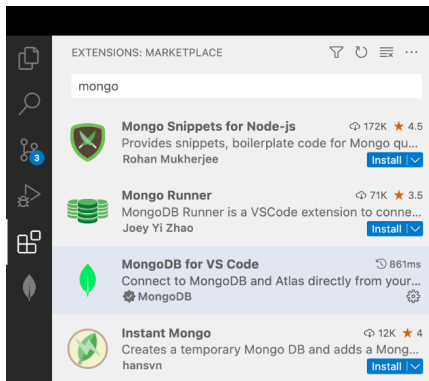 EXTENSIONS: MARKETPLACE
mongo
Mongo Snippets for Node-js 172K 4.5
Provides snippets, boilerplate code for Mongo qu...
Rohan Mukherjee Install
3
Mongo Runner 71K 3.5
MongoDB Runner is a VSCode extension to conne...
Joey Yi Zhao Install
MongoDB for VS Code 861ms
Connect to MongoDB and Atlas directly from your...
MongoDB
Instant Mongo 12K 4
Creates a temporary Mongo DB and adds a Mong...
hansvn Install